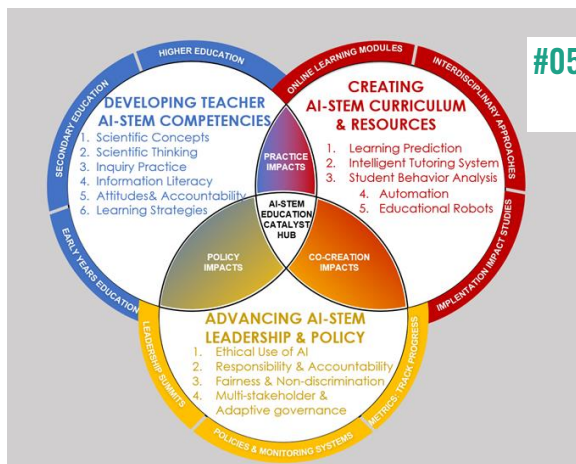 #05
HIGHER EDUCATION
SECONDARY EDUCATION
EARLY YEARS EDUCATION
DEVELOPING TEACHER
AI-STEM COMPETENCIES
1. Scientific Concepts
2. Scientific Thinking
3. Inquiry Practice
4. Information Literacy
5. Attitudes& Accountability
6. Learning Strategies
ONLINE LEARNING MODULES
INTERDISCIPLINARY APPROACHES
IMPLENTATION IMPACT STUDIES
CREATING
AI-STEM CURRICULUM
& RESOURCES
1. Learning Prediction
2. Intelligent Tutoring System
3. Student Behavior Analysis
4. Automation
5. Educational Robots
PRACTICE
IMPACTS
AI-STEM
EDUCATION
CATALYST
HUB
POLICY
IMPACTS
CO-CREATION
IMPACTS
ADVANCING AI-STEM
LEADERSHIP & POLICY
1. Ethical Use of AI
2. Responsibility & Accountability
3. Fairness & Non-discrimination
4. Multi-stakeholder &
Adaptive governance
LEADERSHIP SUMMITS
POLICIES & MONITORING SYSTEMS
METRICS- TRACK PROGRESS